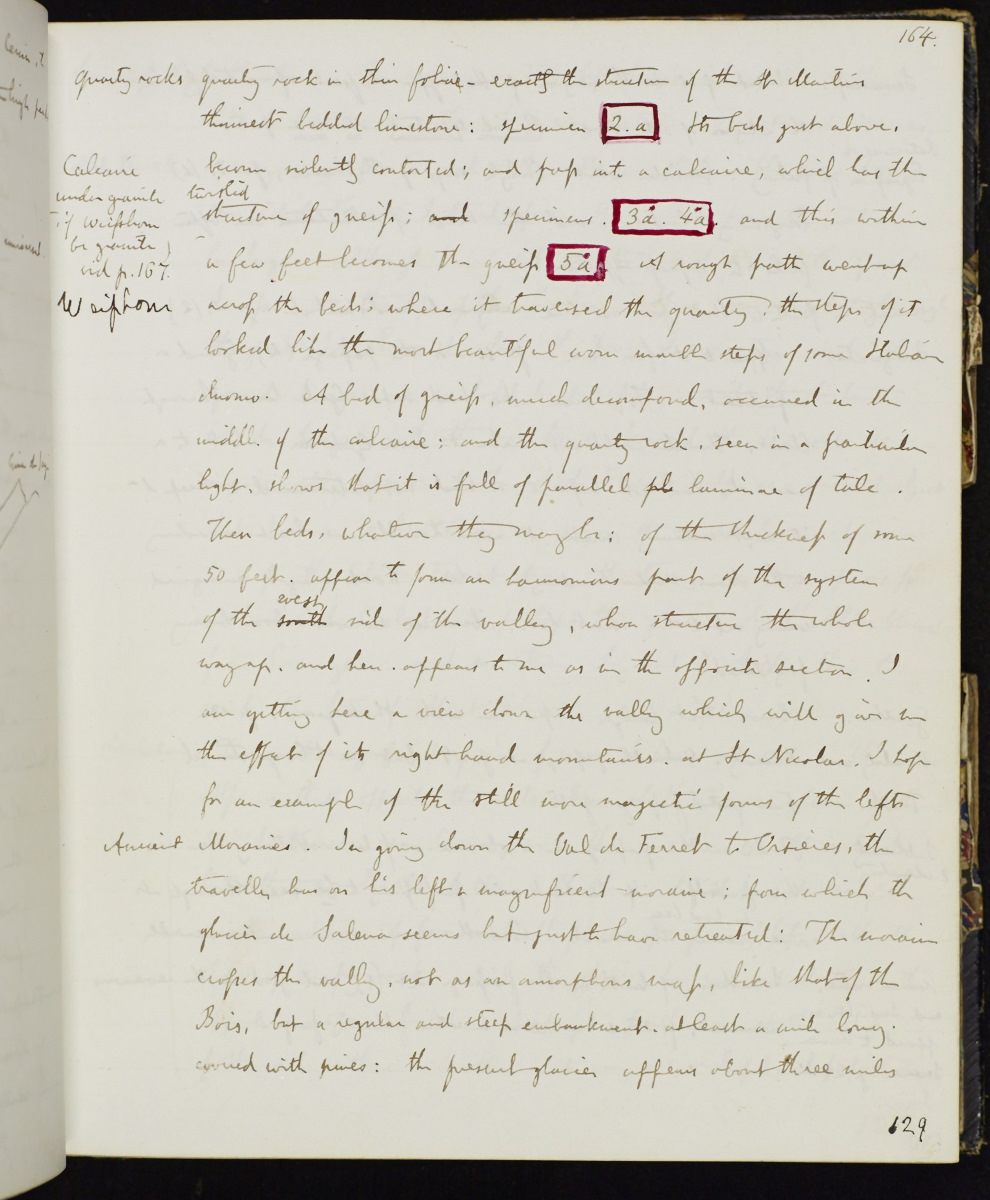 164.
quartz rocks quartz rock in thin foliae - exactly the structure of the St Martins
thinnest bedded limestone: specimen 2.a Its beds just above,
become violently contorted; and pass into a calcaire, which has the
Calcaire
under granite
if Weisshorn
be granite
vid p. 167.
Weisshorn
twisted
structure of gneiss; and specimens. 3a. 4a. and this within
a few feet becomes the gneiss 5a. A rough path went up
across the beds: where it traversed the quartz, the steps of it
looked like the most beautiful worn marble steps of some Italian
duomo. A bed of gneiss, much decomposed, occurred in the
middle of the calcaire: and the quartz rock, seen in a particular
light, shows that it is full of parallel pla laminae of talc.
These beds, whatever they may be; of the thickness of some
50 feet. appear to form an harmonious part of the system
west
of the south side of the valley, whose structure the whole
way up. and here. appears to me as in the opposite section. I
am getting here a view down the valley which will give me
the effect of its right hand mountains. at St Nicolas. I hope
for an example of the still more majestic forms of the left
Ancient Moraines. In going down the Val de Ferret to Orsieres, the
traveller has on his left a magnificent moraine; from which the
glacier de Salena seems but just to have retreated: The moraine
crosses the valley, not as an amorphous mass, like that of the
Bois, but a regular and steep embankment. at least a mile long.
covered with pines: the present glacier appears about three miles
129